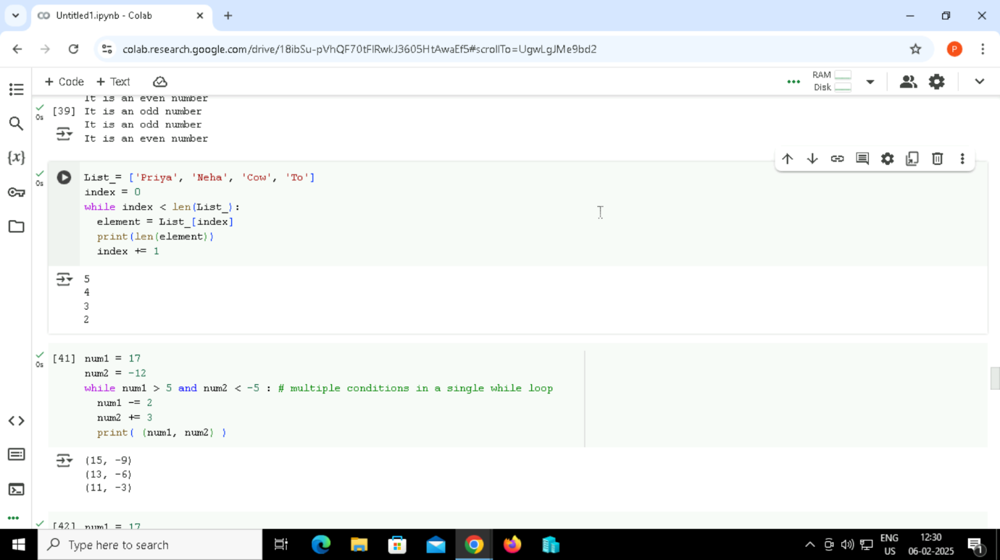 Untitled1.ipynb - Colab
colab.research.google.com/drive/18ibSu-pVhQF70tFlRwkJ3605HtAwaEf5#scrollTo=UgwLgJMe9bd2
P
+ Code + Text
RAM
Disk
It is an even number
0s [39] It is an odd number
It is an odd number
It is an even number
{x}
List_= ['Priya', 'Neha', 'Cow', 'To']
0s
index = 0
while index < len(List_):
element = List_[index]
print(len(element))
index += 1
5
4
3
2
[41] num1 = 17
0s
num2 = -12
while num1 > 5 and num2 < -5 : # multiple conditions in a single while loop
num1 -= 2
num2 += 3
print( (num1, num2) )
(15, -9)
(13, -6)
(11, -3)
[42] num1 = 17
Type here to search
ENG
US
12:30
06-02-2025
1